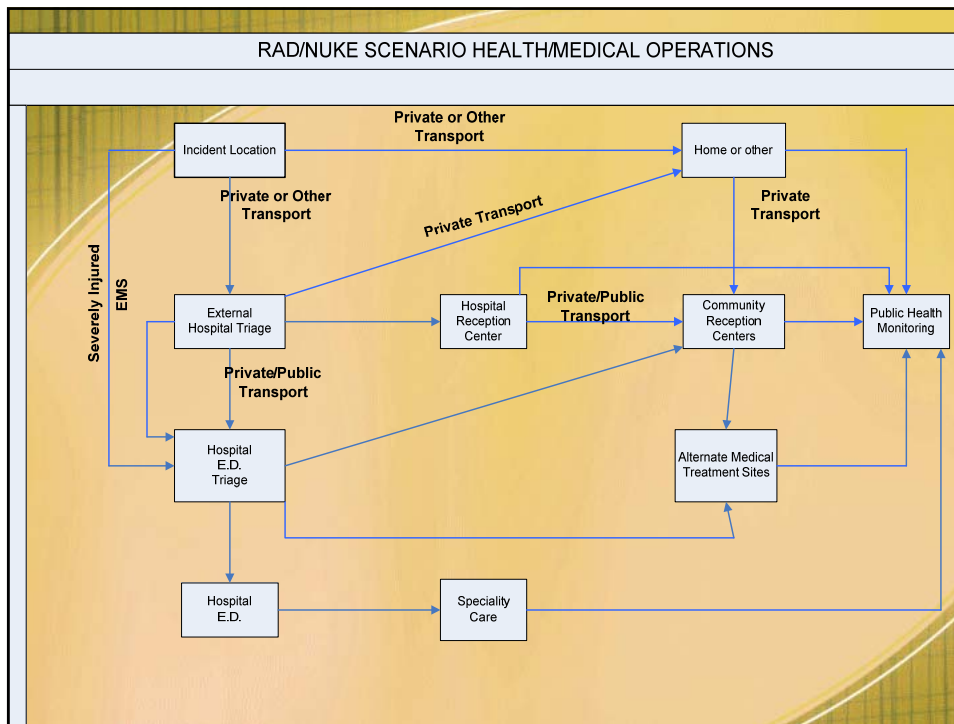 RAD/NUKE SCENARIO HEALTH/MEDICAL OPERATIONS
Private or Other
Transport
Incident Location
Home or other
Private or Other
Transport
Private Transport
Private
Transport
Severely Injured
EMS
External
Hospital Triage
Hospital
Reception
Center
Private/Public
Transport
Community
Reception
Centers
Public Health
Monitoring
Private/Public
Transport
Hospital
E.D.
Triage
Alternate Medical
Treatment Sites
Hospital
E.D.
Speciality
Care